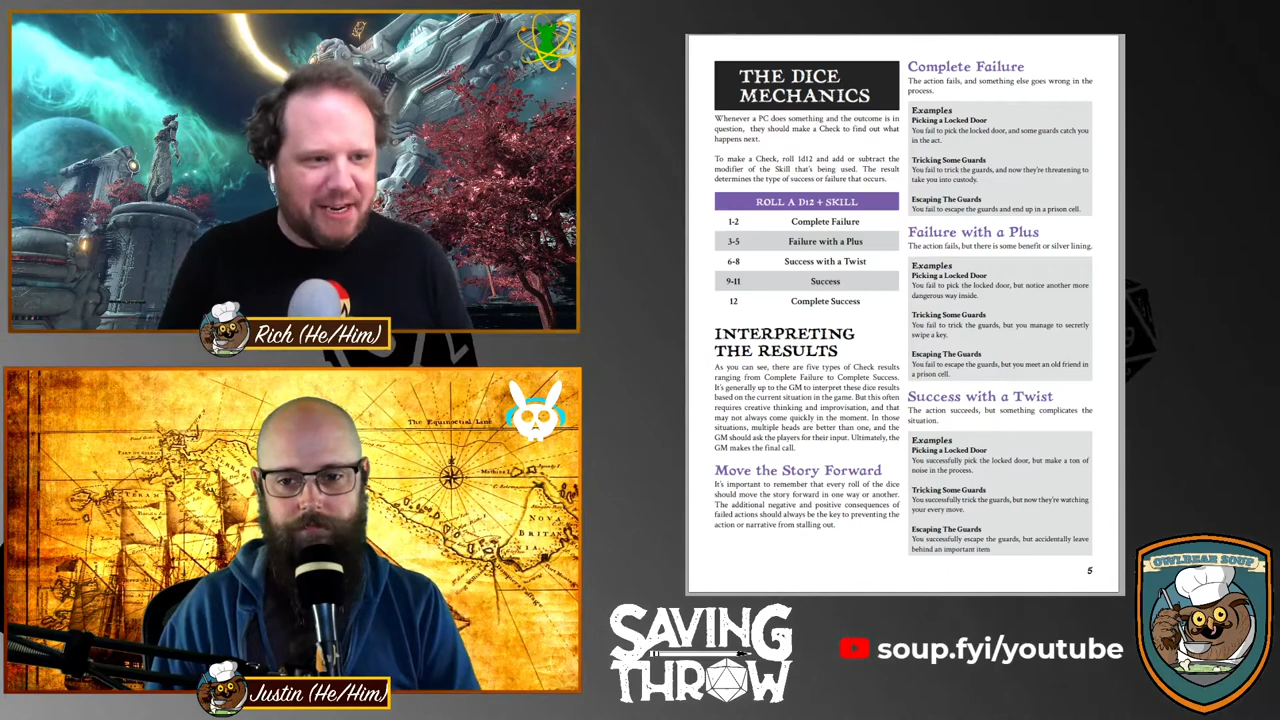 Rich (He/Him)
The Equinoctial Line
Justin (He/Him)
THE DICE
MECHANICS
Whenever a PC does something and the outcome is in
question, they should make a Check to find out what
happens next.
To make a Check, roll 1d12 and add or subtract the
modifier of the Skill that's being used. The result
determines the type of success or failure that occurs.
ROLL A D12 + SKILL
1-2 Complete Failure
3-5 Failure with a Plus
6-8 Success with a Twist
9-11 Success
12 Complete Success
INTERPRETING
THE RESULTS
As you can see, there are five types of Check results
ranging from Complete Failure to Complete Success.
It's generally up to the GM to interpret these dice results
based on the current situation in the game. But this often
requires creative thinking and improvisation, and that
may not always come quickly in the moment. In those
situations, multiple heads are better than one, and the
GM should ask the players for their input. Ultimately, the
GM makes the final call.
Move the Story Forward
It's important to remember that every roll of the dice
should move the story forward in one way or another.
The additional negative and positive consequences of
failed actions should always be the key to preventing the
action or narrative from stalling out.
Complete Failure
The action fails, and something else goes wrong in the
process.
Examples
Picking a Locked Door
You fail to pick the locked door, and some guards catch you
in the act.
Tricking Some Guards
You fail to trick the guards, and now they're threatening to
take you into custody.
Escaping The Guards
You fail to escape the guards and end up in a prison cell.
Failure with a Plus
The action fails, but there is some benefit or silver lining.
Examples
Picking a Locked Door
You fail to pick the locked door, but notice another more
dangerous way inside.
Tricking Some Guards
You fail to trick the guards, but you manage to secretly
swipe a key.
Escaping The Guards
You fail to escape the guards, but you meet an old friend in
a prison cell.
Success with a Twist
The action succeeds, but something complicates the
situation.
Examples
Picking a Locked Door
You successfully pick the locked door, but make a ton of
noise in the process.
Tricking Some Guards
You successfully trick the guards, but now they're watching
your every move.
Escaping The Guards
You successfully escape the guards, but accidentally leave
behind an important item
5
SAVING
THROW
soup.fyi/youtube
OWLBEAR SOUP